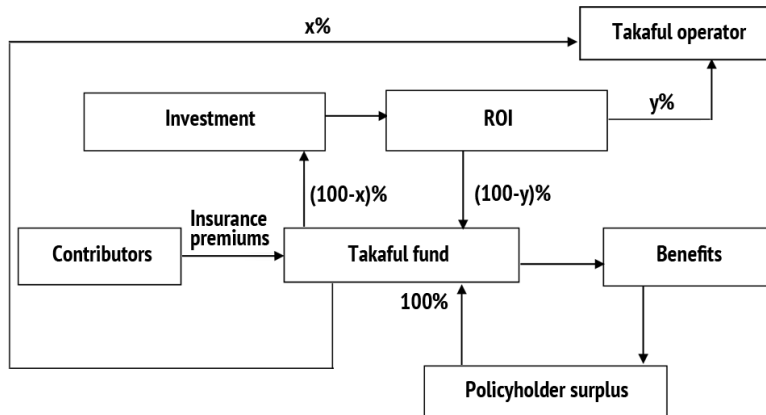 x%
Takaful operator
Investment
ROI
y%
(100-x)%
(100-y)%
Insurance
premiums
Contributors
Takaful fund
Benefits
100%
Policyholder surplus